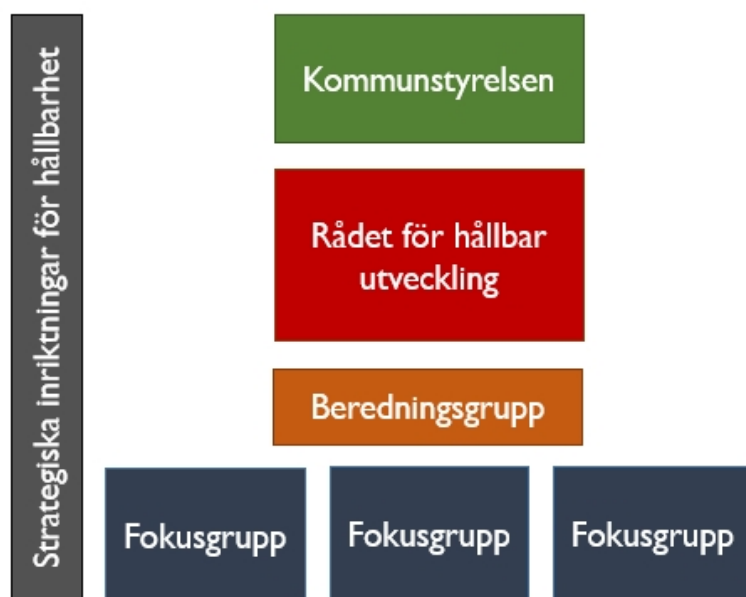 Strategiska inriktningar för hållbarhet
Kommunstyrelsen
Rådet för hållbar
utveckling
Beredningsgrupp
Fokusgrupp
Fokusgrupp
Fokusgrupp